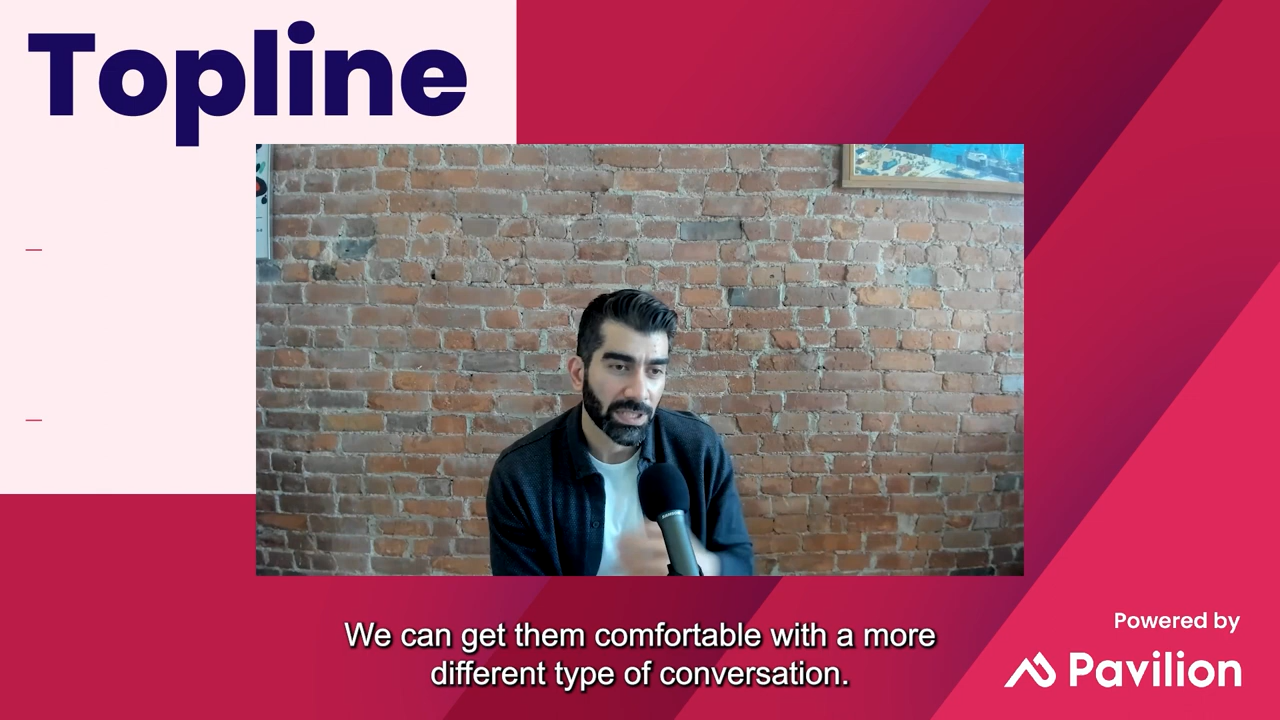 Topline
We can get them comfortable with a more
different type of conversation.
Powered by
Pavilion